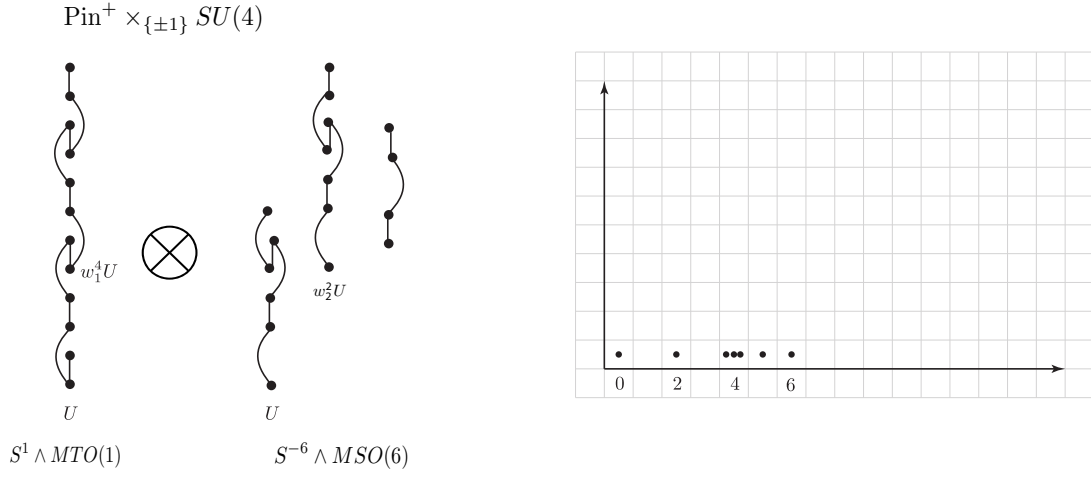 Pin⁺ ×_{±1} SU(4)
w₁⁴U
w₂²U
U
U
S¹ ∧ MTO(1)
S⁻⁶ ∧ MSO(6)
0 2 4 6